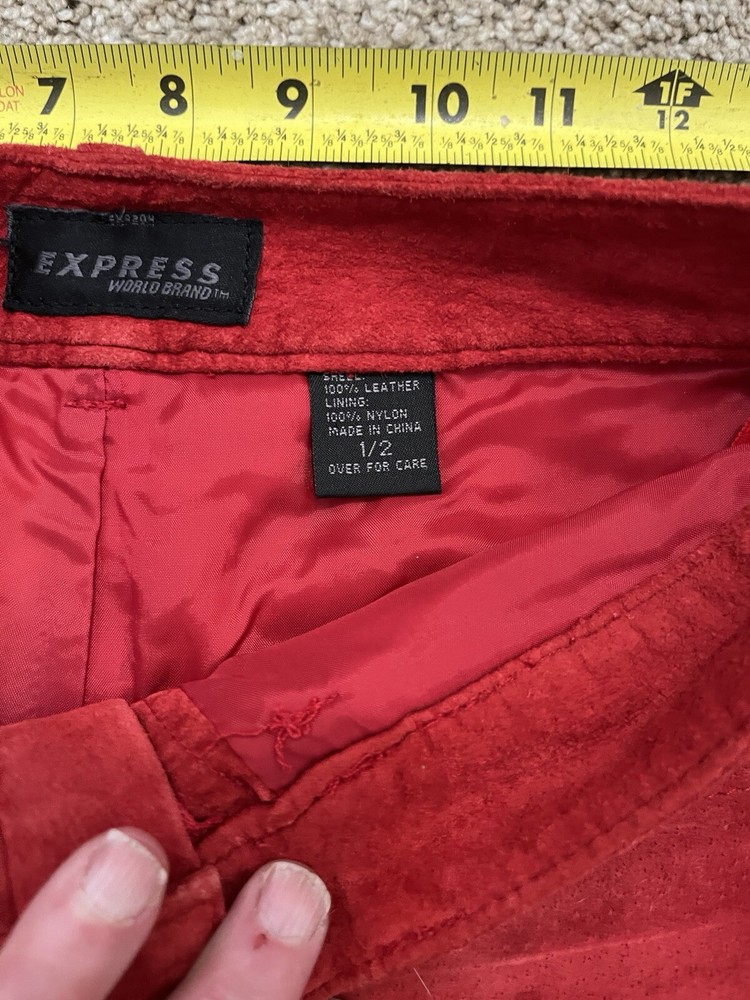 7 8 9 10 11 1F
12
EXPRESS
WORLD BRAND™
SHELL:
100% LEATHER
LINING:
100% NYLON
MADE IN CHINA
1/2
OVER FOR CARE